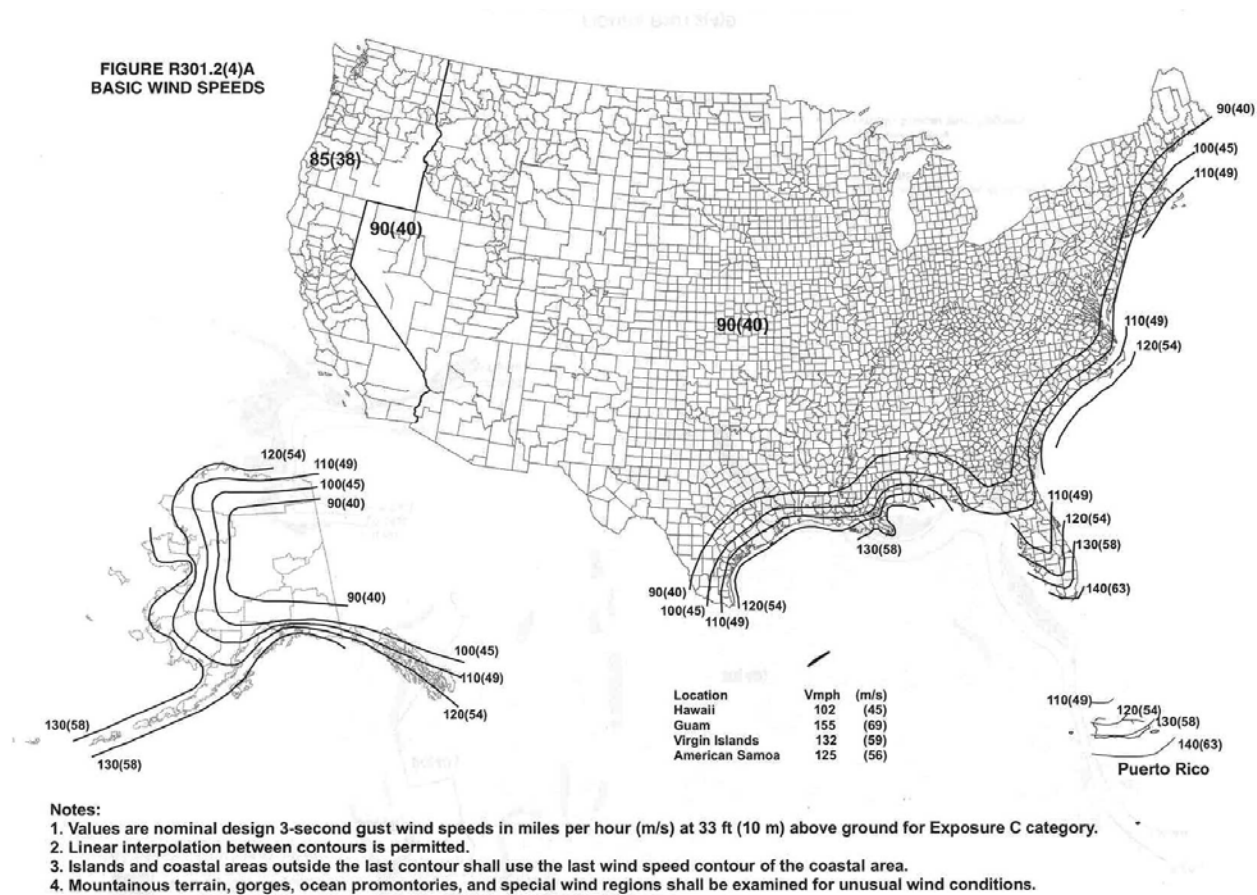 FIGURE R301.2(4)A
BASIC WIND SPEEDS
90(40)
100(45)
110(49)
85(38)
90(40)
90(40)
110(49)
120(54)
120(54)
110(49)
100(45)
90(40)
110(49)
120(54)
130(58)
130(58)
140(63)
90(40)
100(45)
110(49)
120(54)
90(40)
100(45)
110(49)
120(54)
130(58)
130(58)
Location Vmph (m/s)
Hawaii 102 (45)
Guam 155 (69)
Virgin Islands 132 (59)
American Samoa 125 (56)
110(49)
120(54)
130(58)
140(63)
Puerto Rico
Notes:
1. Values are nominal design 3-second gust wind speeds in miles per hour (m/s) at 33 ft (10 m) above ground for Exposure C category.
2. Linear interpolation between contours is permitted.
3. Islands and coastal areas outside the last contour shall use the last wind speed contour of the coastal area.
4. Mountainous terrain, gorges, ocean promontories, and special wind regions shall be examined for unusual wind conditions.